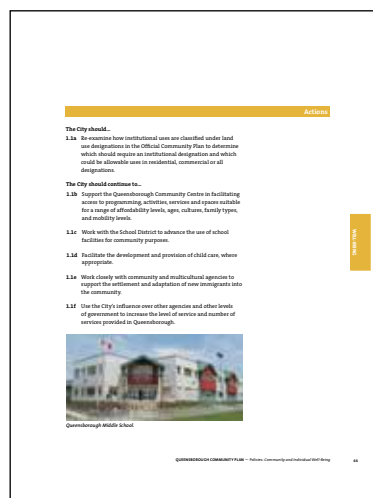 Actions
The City should...
1.1a Re-examine how institutional uses are classified under land
use designations in the Official Community Plan to determine
which should require an institutional designation and which
could be allowable uses in residential, commercial or all
designations.
The City should continue to...
1.1b Support the Queensborough Community Centre in facilitating
access to programming, activities, services and spaces suitable
for a range of affordability levels, ages, cultures, family types,
and mobility levels.
1.1c Work with the School District to advance the use of school
facilities for community purposes.
1.1d Facilitate the development and provision of child care, where
appropriate.
1.1e Work closely with community and multicultural agencies to
support the settlement and adaptation of new immigrants into
the community.
1.1f Use the City's influence over other agencies and other levels
of government to increase the level of service and number of
services provided in Queensborough.
WELL-BEING
Queensborough Middle School.
QUEENSBOROUGH COMMUNITY PLAN — Policies: Community and Individual Well-Being